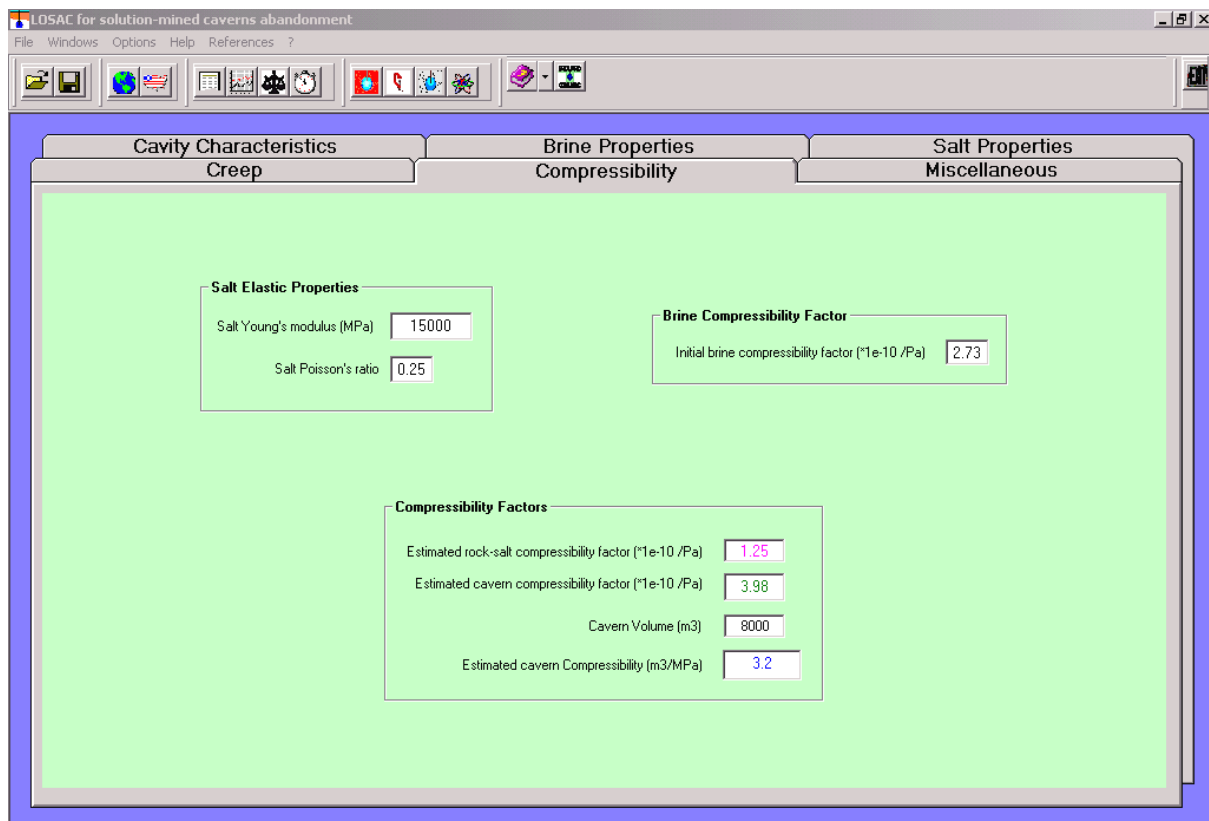 LOSAC for solution-mined caverns abandonment
File Windows Options Help References ?
Cavity Characteristics Brine Properties Salt Properties
Creep Compressibility Miscellaneous
Salt Elastic Properties
Salt Young's modulus (MPa) 15000
Salt Poisson's ratio 0.25
Brine Compressibility Factor
Initial brine compressibility factor (*1e-10 /Pa) 2.73
Compressibility Factors
Estimated rock-salt compressibility factor (*1e-10 /Pa) 1.25
Estimated cavern compressibility factor (*1e-10 /Pa) 3.98
Cavern Volume (m3) 8000
Estimated cavern Compressibility (m3/MPa) 3.2